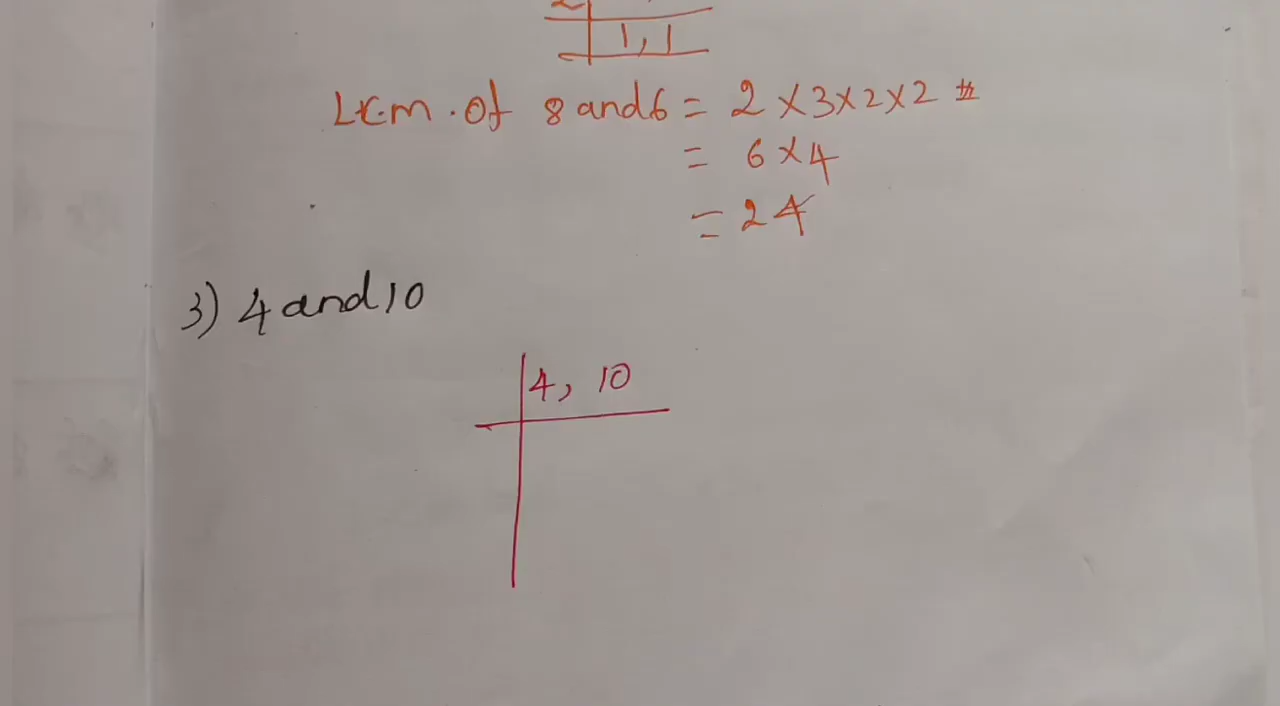 2
1, 1
L.C.M. Of 8 and 6 = 2 × 3 × 2 × 2
= 6 × 4
= 24
3) 4 and 10
4, 10